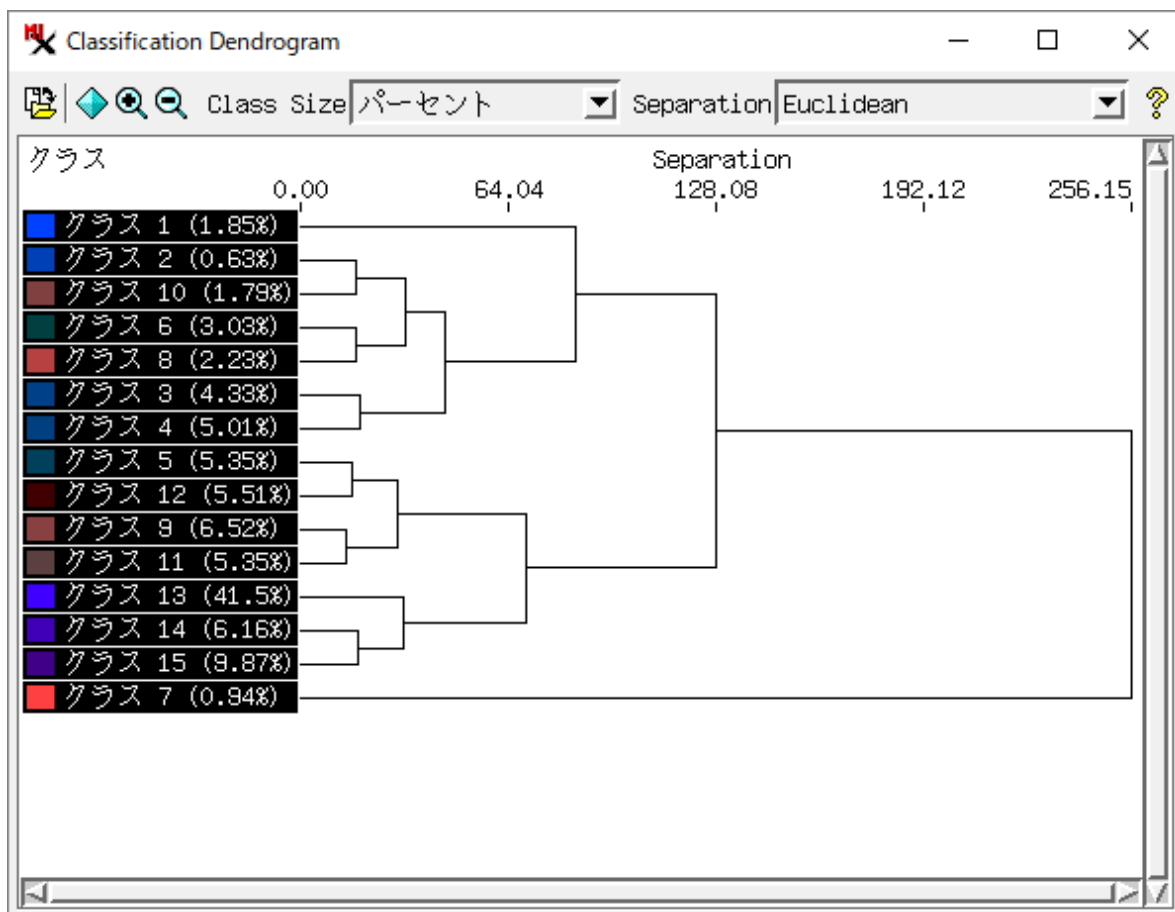 Classification Dendrogram
Class Size パーセント Separation Euclidean
クラス Separation
0.00 64.04 128.08 192.12 256.15
クラス 1 (1.85%)
クラス 2 (0.63%)
クラス 10 (1.79%)
クラス 6 (3.03%)
クラス 8 (2.23%)
クラス 3 (4.33%)
クラス 4 (5.01%)
クラス 5 (5.35%)
クラス 12 (5.51%)
クラス 9 (6.52%)
クラス 11 (5.35%)
クラス 13 (41.5%)
クラス 14 (6.16%)
クラス 15 (9.87%)
クラス 7 (0.94%)